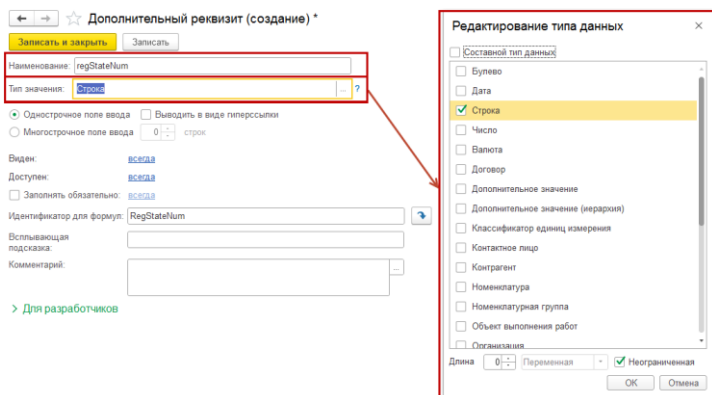 Дополнительный реквизит (создание) *
Записать и закрыть
Записать
Наименование: regStateNum
Тип значения: Строка ... ?
Однострочное поле ввода
Выводить в виде гиперссылки
Многострочное поле ввода 0 строк
Виден: всегда
Доступен: всегда
Заполнять обязательно: всегда
Идентификатор для формул: RegStateNum
Всплывающая
подсказка:
Комментарий: ...
Для разработчиков
Редактирование типа данных ×
Составной тип данных
Булево
Дата
Строка
Число
Валюта
Договор
Дополнительное значение
Дополнительное значение (иерархия)
Классификатор единиц измерения
Контактное лицо
Контрагент
Номенклатура
Номенклатурная группа
Объект выполнения работ
Организация
Длина 0 Переменная Неограниченная
ОК Отмена